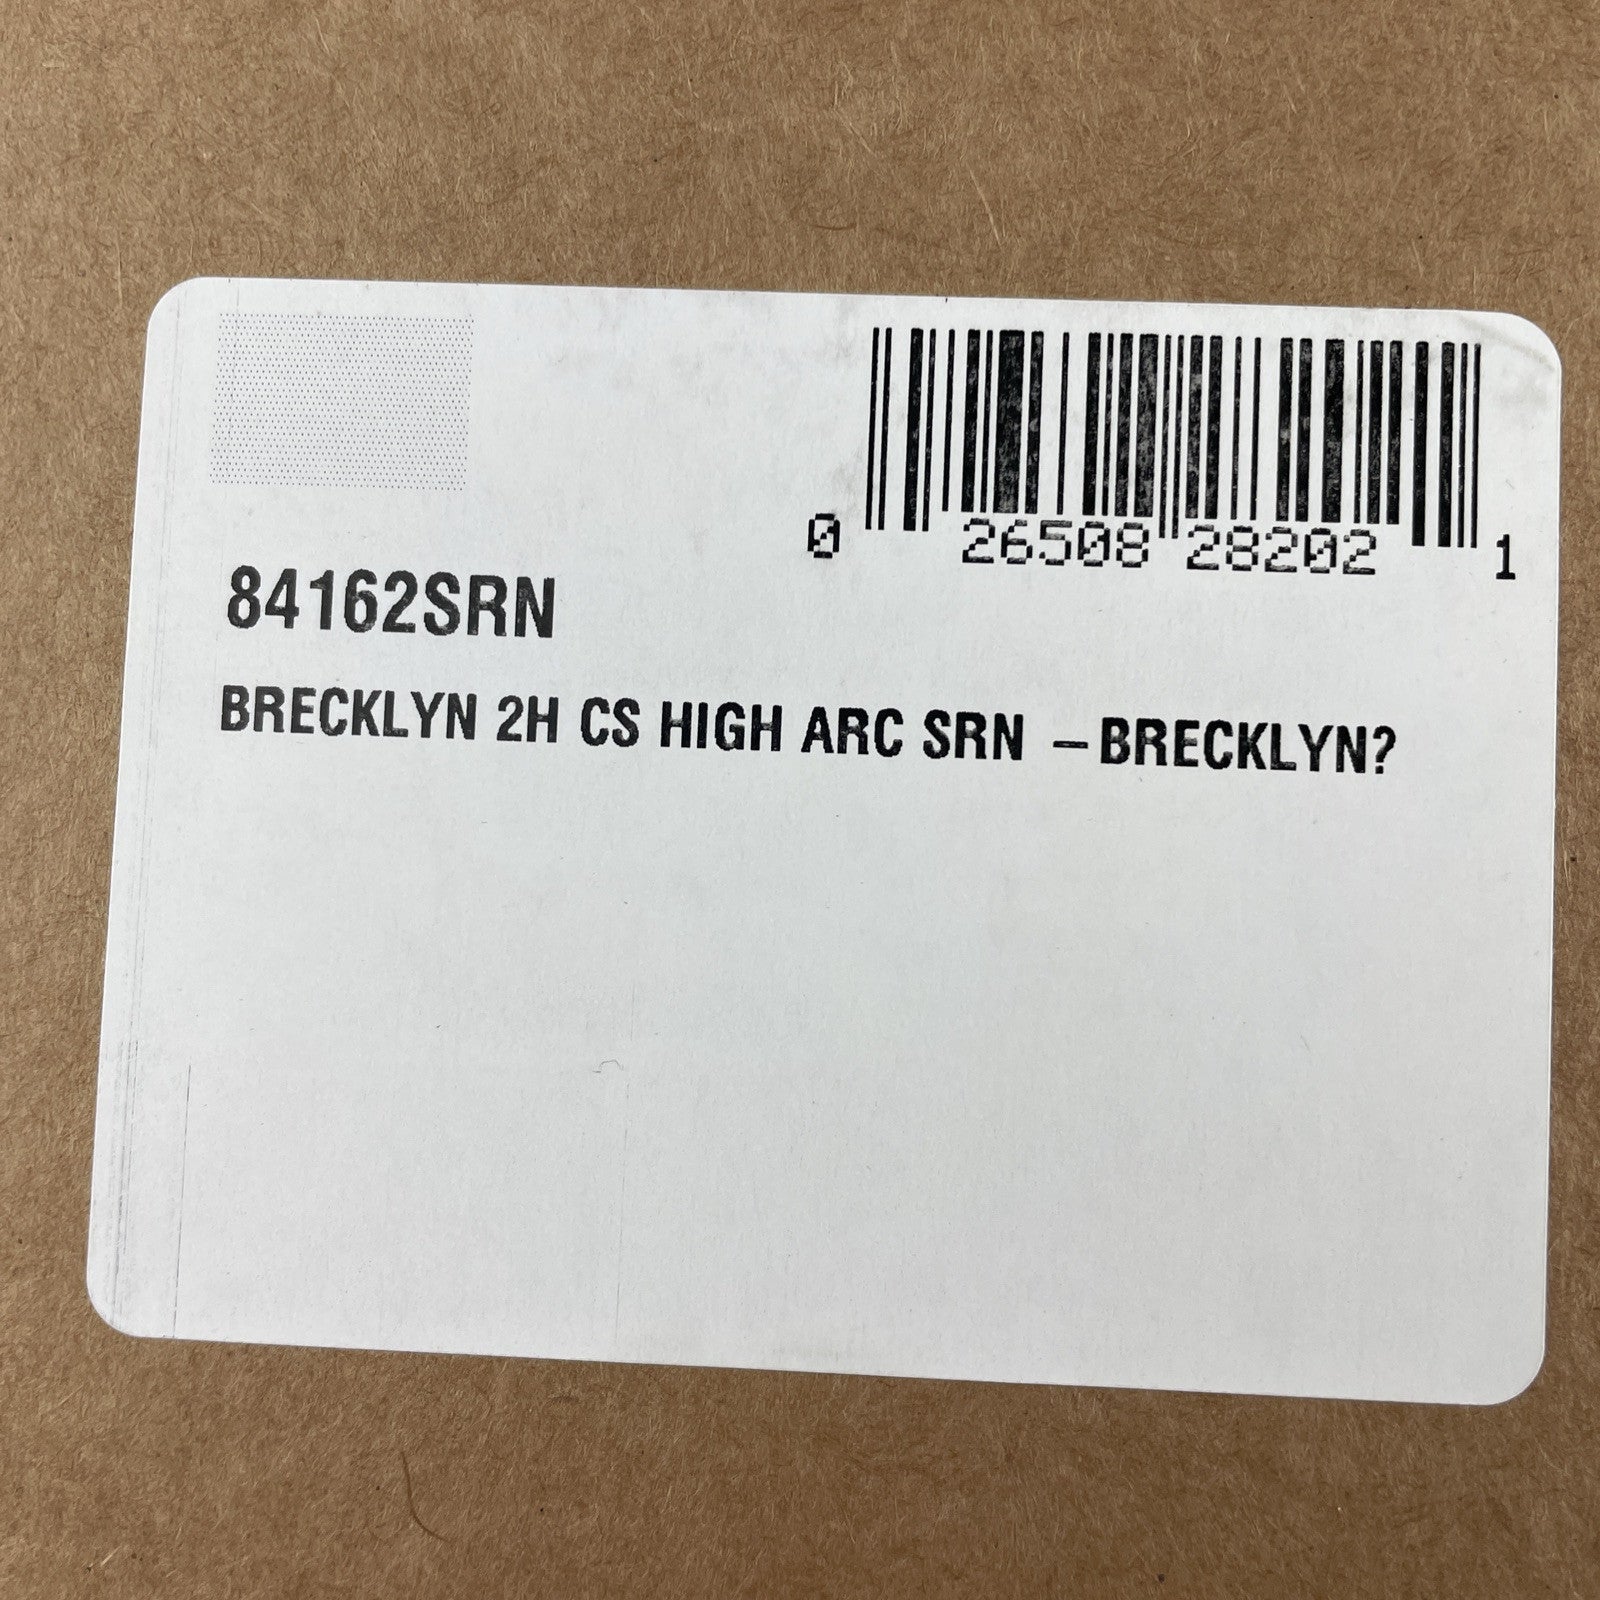 0 26508 28202 1
84162SRN
BRECKLYN 2H CS HIGH ARC SRN –BRECKLYN?